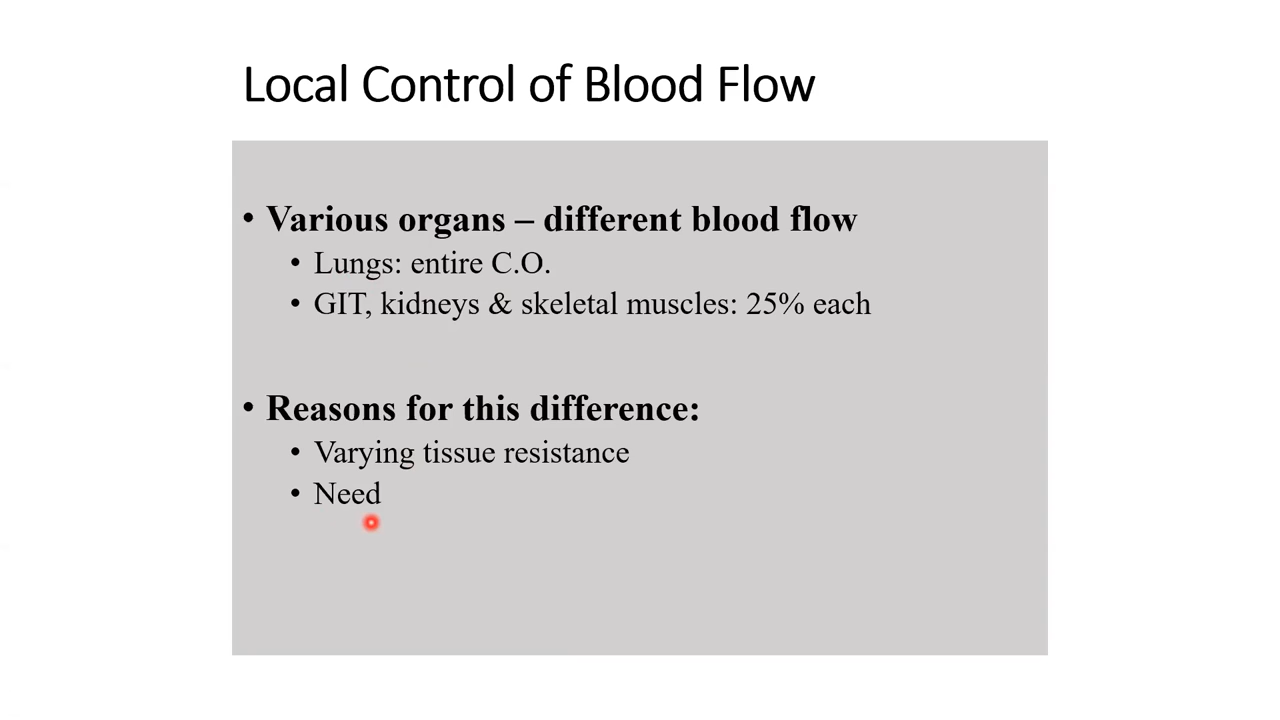 Local Control of Blood Flow
• Various organs – different blood flow
• Lungs: entire C.O.
• GIT, kidneys & skeletal muscles: 25% each
• Reasons for this difference:
• Varying tissue resistance
• Need